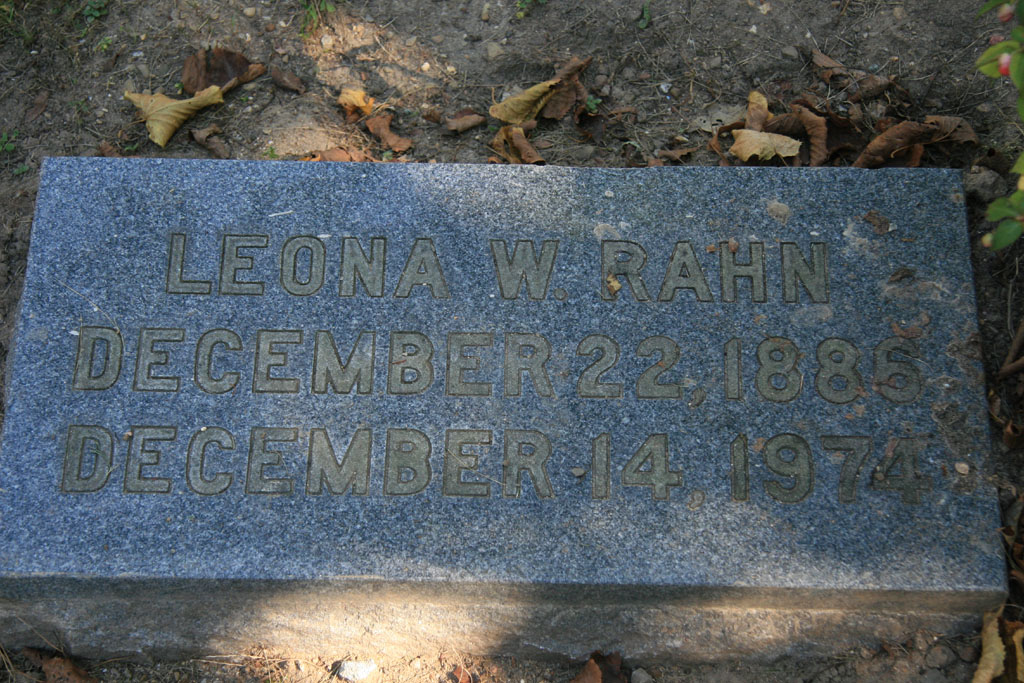 LEONA W. RAHN
DECEMBER 22, 1886
DECEMBER 14, 1974